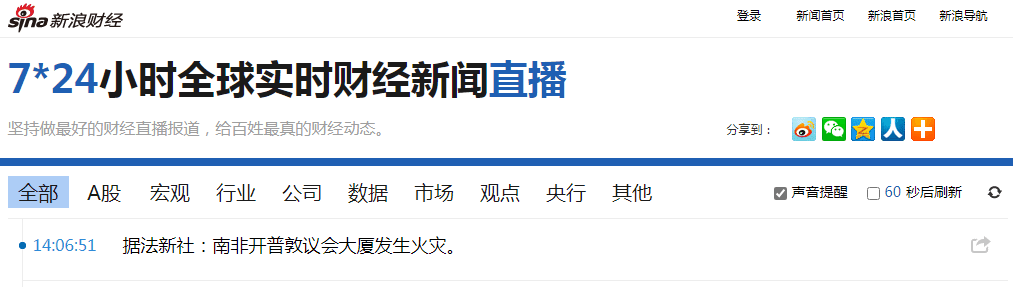 sina新浪财经 登录 新闻首页 新浪首页 新浪导航
7*24小时全球实时财经新闻直播
坚持做最好的财经直播报道，给百姓最真的财经动态。 分享到：
全部 A股 宏观 行业 公司 数据 市场 观点 央行 其他 声音提醒 60 秒后刷新
14:06:51 据法新社：南非开普敦议会大厦发生火灾。